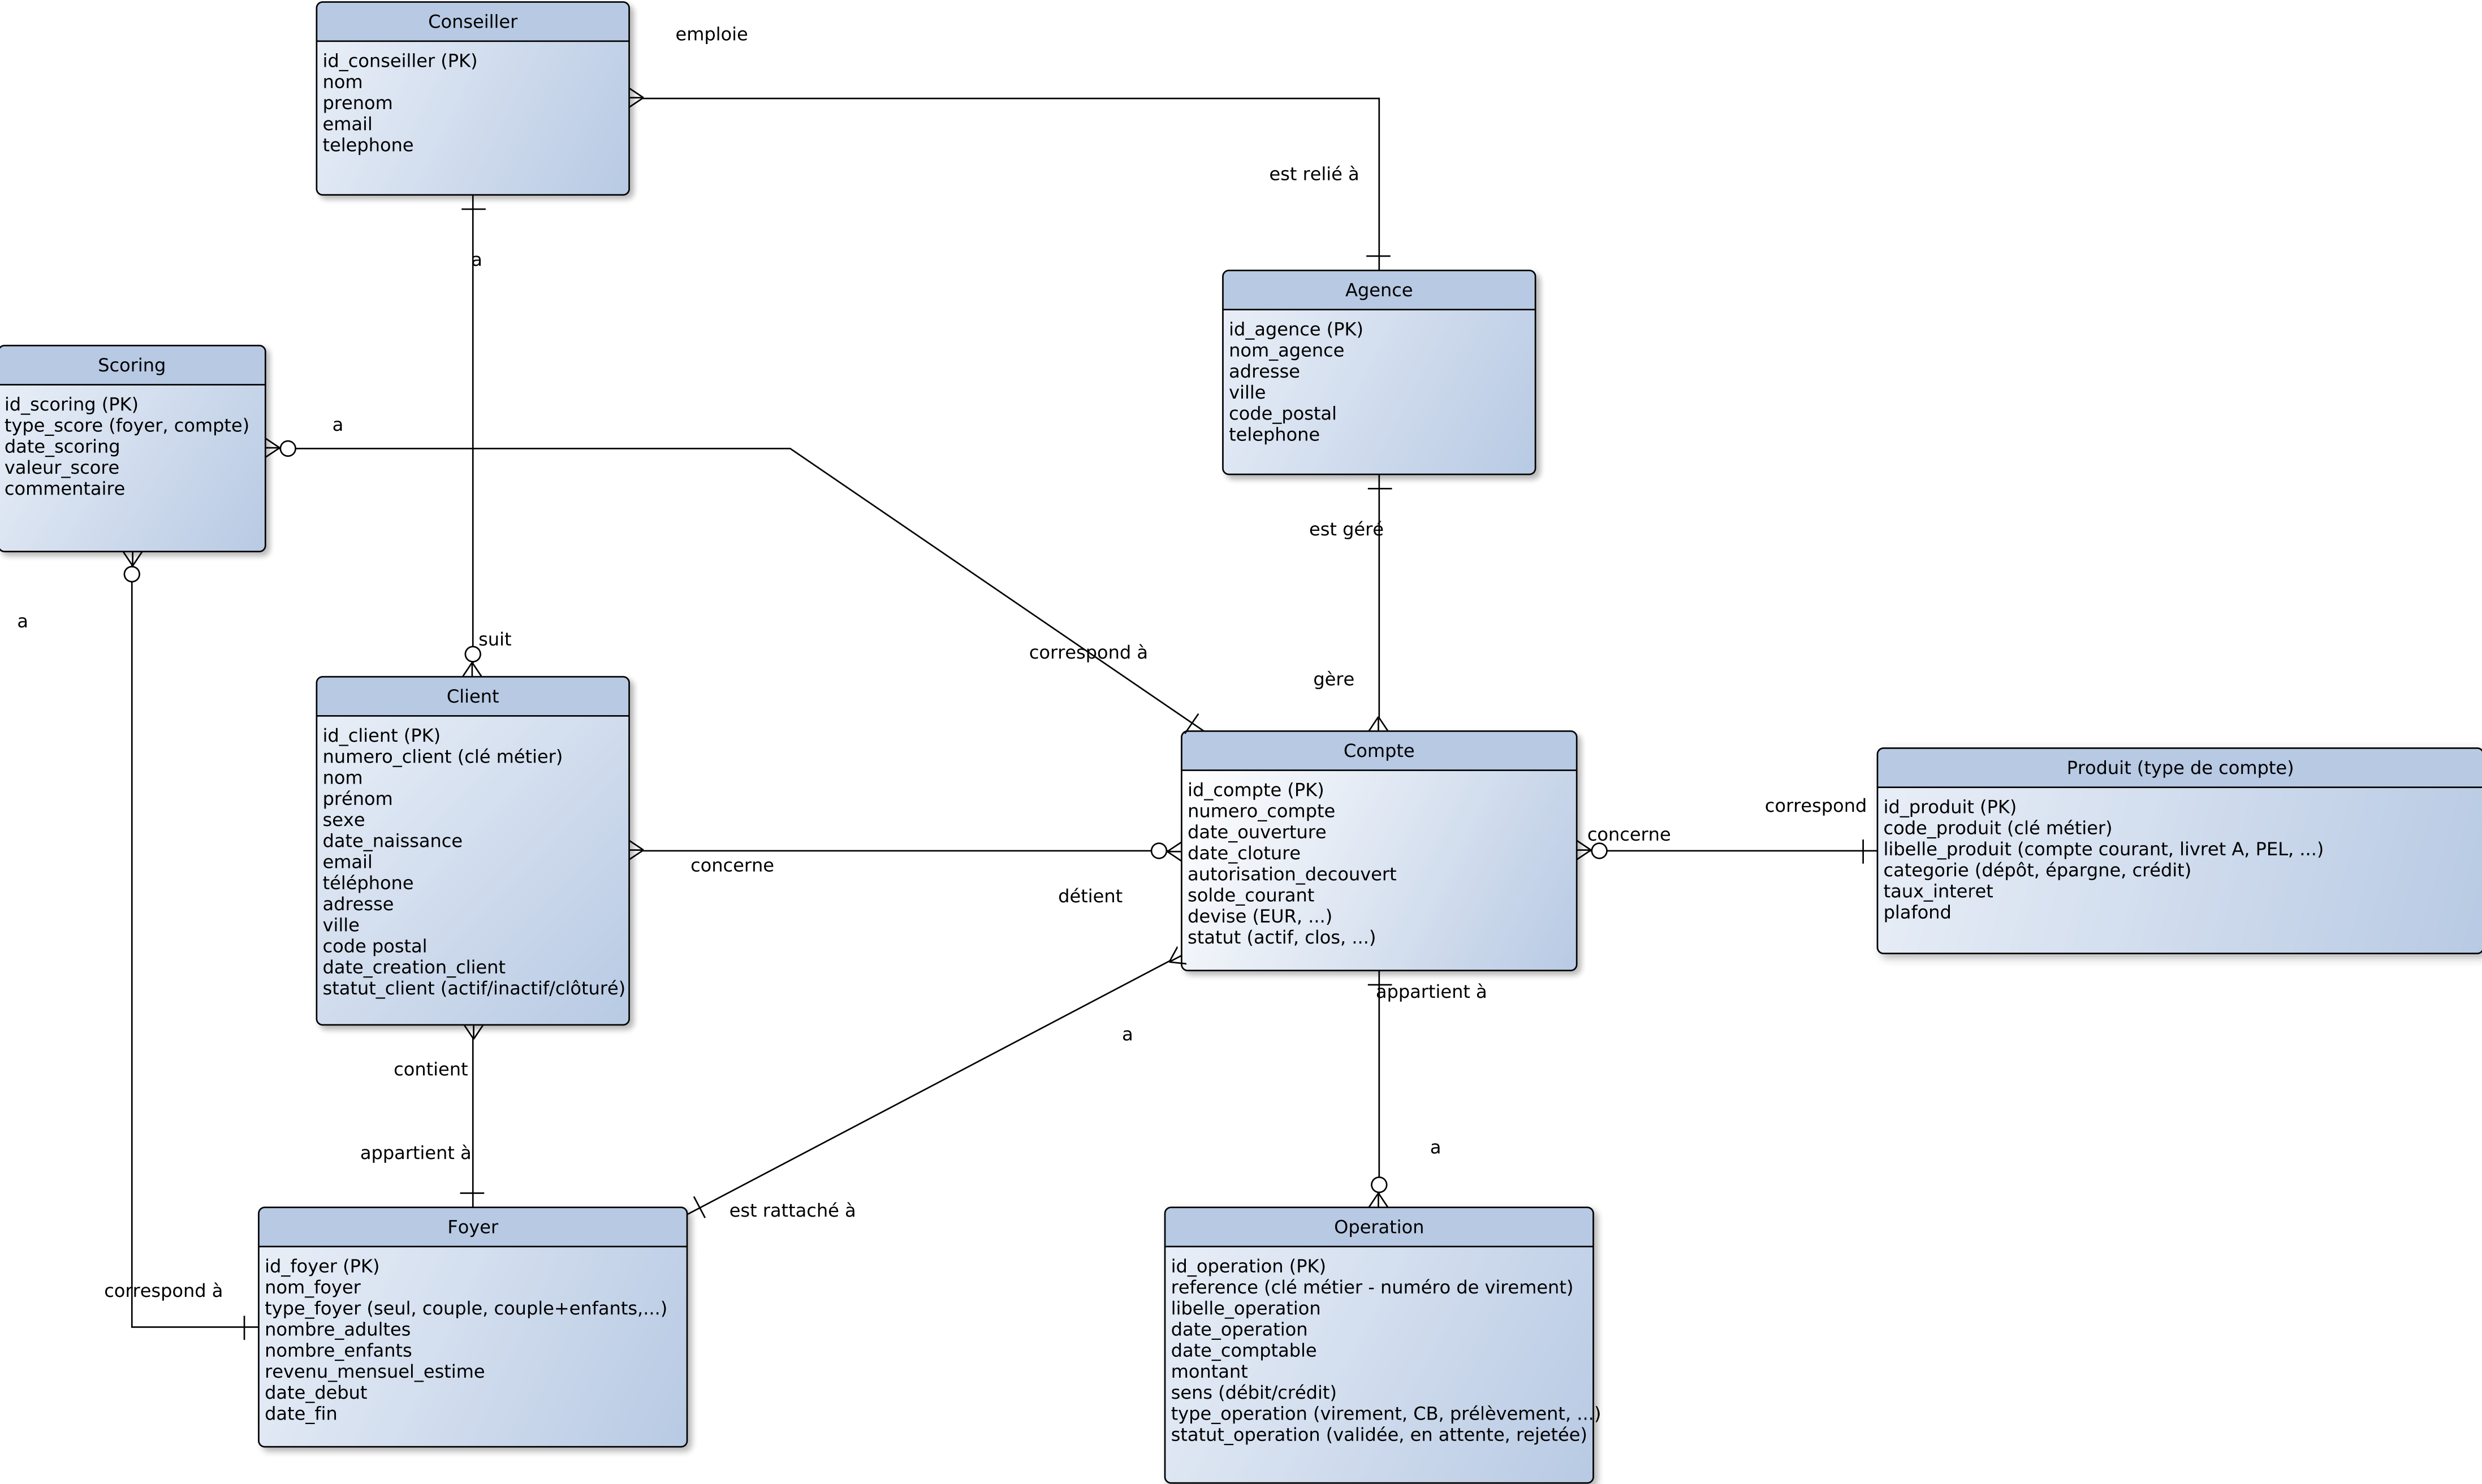 Conseiller
id_conseiller (PK)
nom
prenom
email
telephone
emploie
est relié à
a
Agence
id_agence (PK)
nom_agence
adresse
ville
code_postal
telephone
Scoring
id_scoring (PK)
type_score (foyer, compte)
date_scoring
valeur_score
commentaire
a
est géré
a
suit
correspond à
gère
Client
id_client (PK)
numero_client (clé métier)
nom
prénom
sexe
date_naissance
email
téléphone
adresse
ville
code postal
date_creation_client
statut_client (actif/inactif/clôturé)
concerne
détient
Compte
id_compte (PK)
numero_compte
date_ouverture
date_cloture
autorisation_decouvert
solde_courant
devise (EUR, ...)
statut (actif, clos, ...)
concerne
correspond
Produit (type de compte)
id_produit (PK)
code_produit (clé métier)
libelle_produit (compte courant, livret A, PEL, ...)
categorie (dépôt, épargne, crédit)
taux_interet
plafond
appartient à
a
contient
appartient à
a
est rattaché à
correspond à
Foyer
id_foyer (PK)
nom_foyer
type_foyer (seul, couple, couple+enfants,...)
nombre_adultes
nombre_enfants
revenu_mensuel_estime
date_debut
date_fin
Operation
id_operation (PK)
reference (clé métier - numéro de virement)
libelle_operation
date_operation
date_comptable
montant
sens (débit/crédit)
type_operation (virement, CB, prélèvement, ...)
statut_operation (validée, en attente, rejetée)